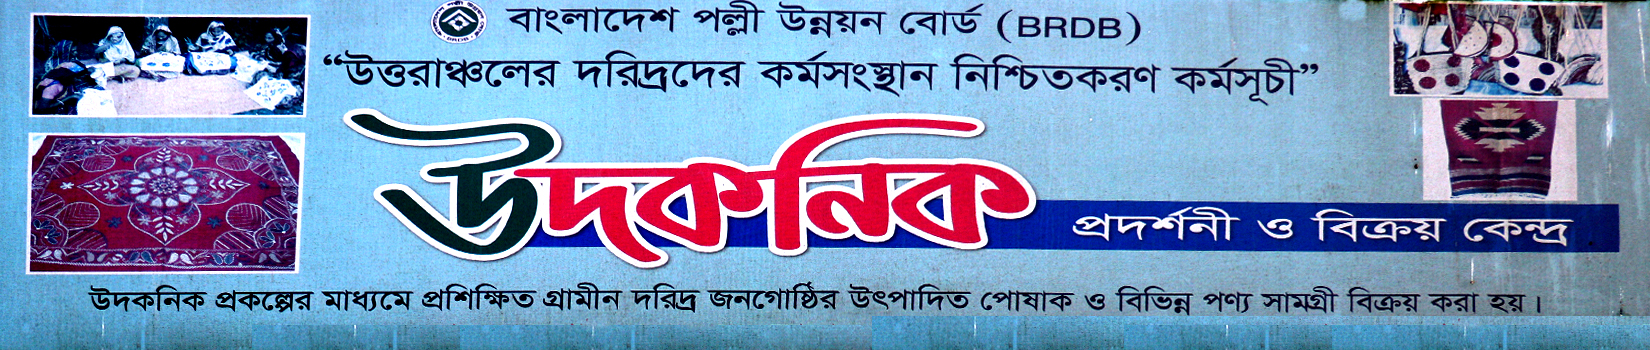 বাংলাদেশ পল্লী উন্নয়ন বোর্ড (BRDB)
“উত্তরাঞ্চলের দরিদ্রদের কর্মসংস্থান নিশ্চিতকরণ কর্মসূচী”
উদকনিক
প্রদর্শনী ও বিক্রয় কেন্দ্র
উদকনিক প্রকল্পের মাধ্যমে প্রশিক্ষিত গ্রামীন দরিদ্র জনগোষ্ঠির উৎপাদিত পোষাক ও বিভিন্ন পণ্য সামগ্রী বিক্রয় করা হয়।